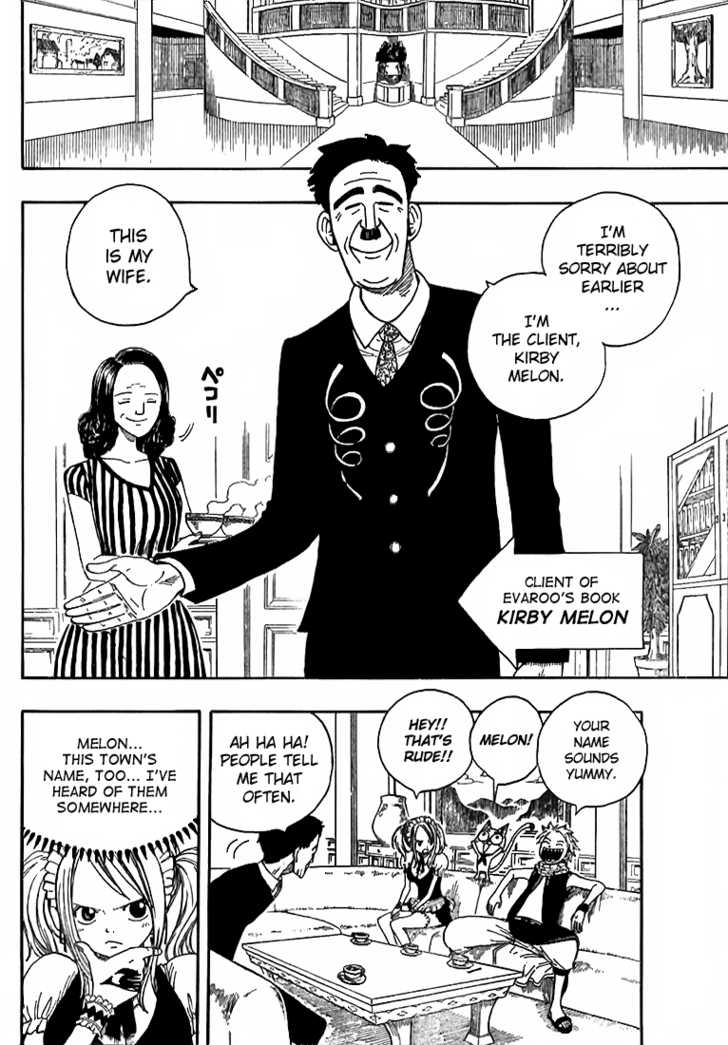 I'M
TERRIBLY
SORRY ABOUT
EARLIER
...
I'M
THE CLIENT,
KIRBY
MELON.
THIS
IS MY
WIFE.
ペコリ
CLIENT OF
EVAROO'S BOOK
KIRBY MELON
YOUR
NAME
SOUNDS
YUMMY.
MELON!
HEY!!
THAT'S
RUDE!!
AH HA HA!
PEOPLE TELL
ME THAT
OFTEN.
MELON...
THIS TOWN'S
NAME, TOO... I'VE
HEARD OF THEM
SOMEWHERE...